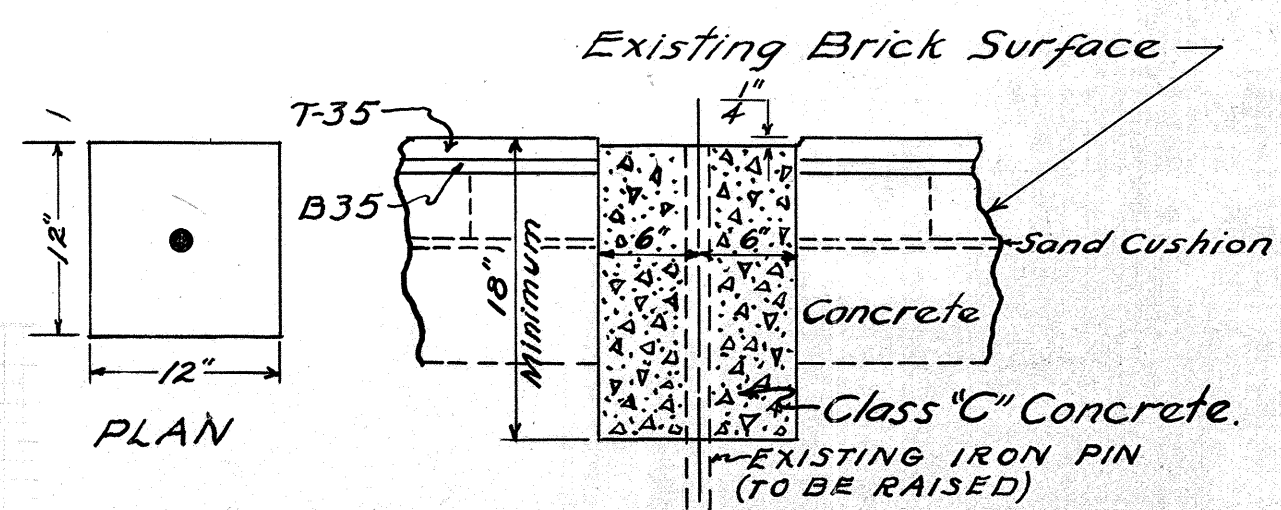 Existing Brick Surface
1/4"
T-35
B35
12"
12"
PLAN
18"
Minimum
6"
6"
Sand Cushion
Concrete
Class "C" Concrete.
EXISTING IRON PIN
(TO BE RAISED)